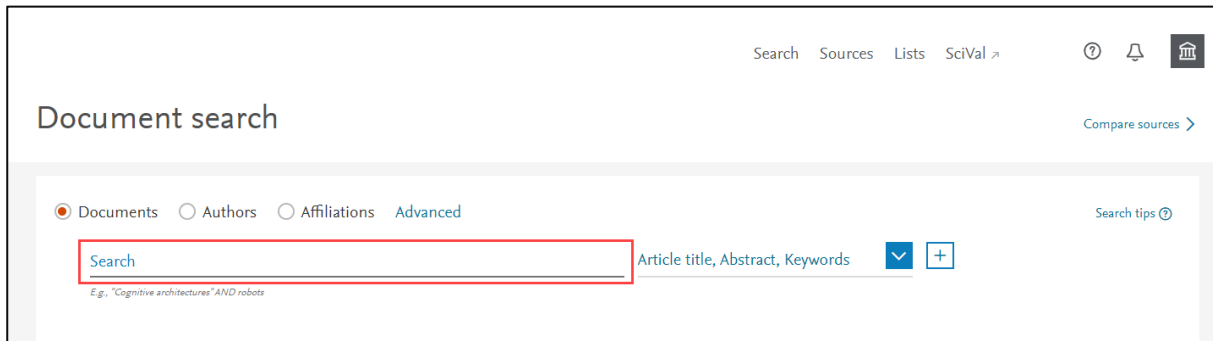 Search Sources Lists SciVal ↗
Document search
Compare sources >
Documents Authors Affiliations Advanced
Search tips
Search
Article title, Abstract, Keywords
E.g., "Cognitive architectures" AND robots